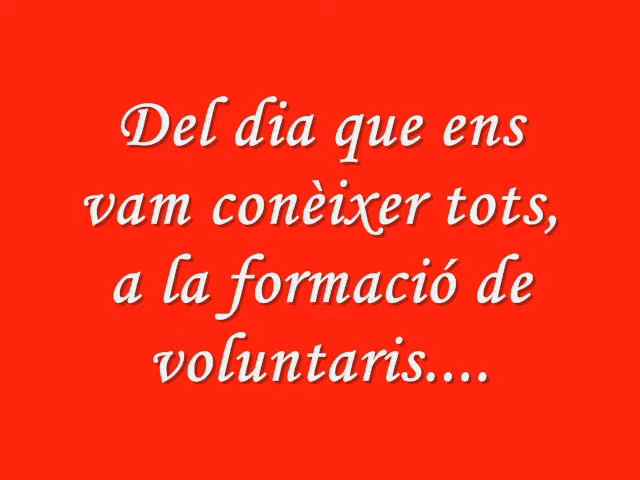 Del dia que ens
vam conèixer tots,
a la formació de
voluntaris....